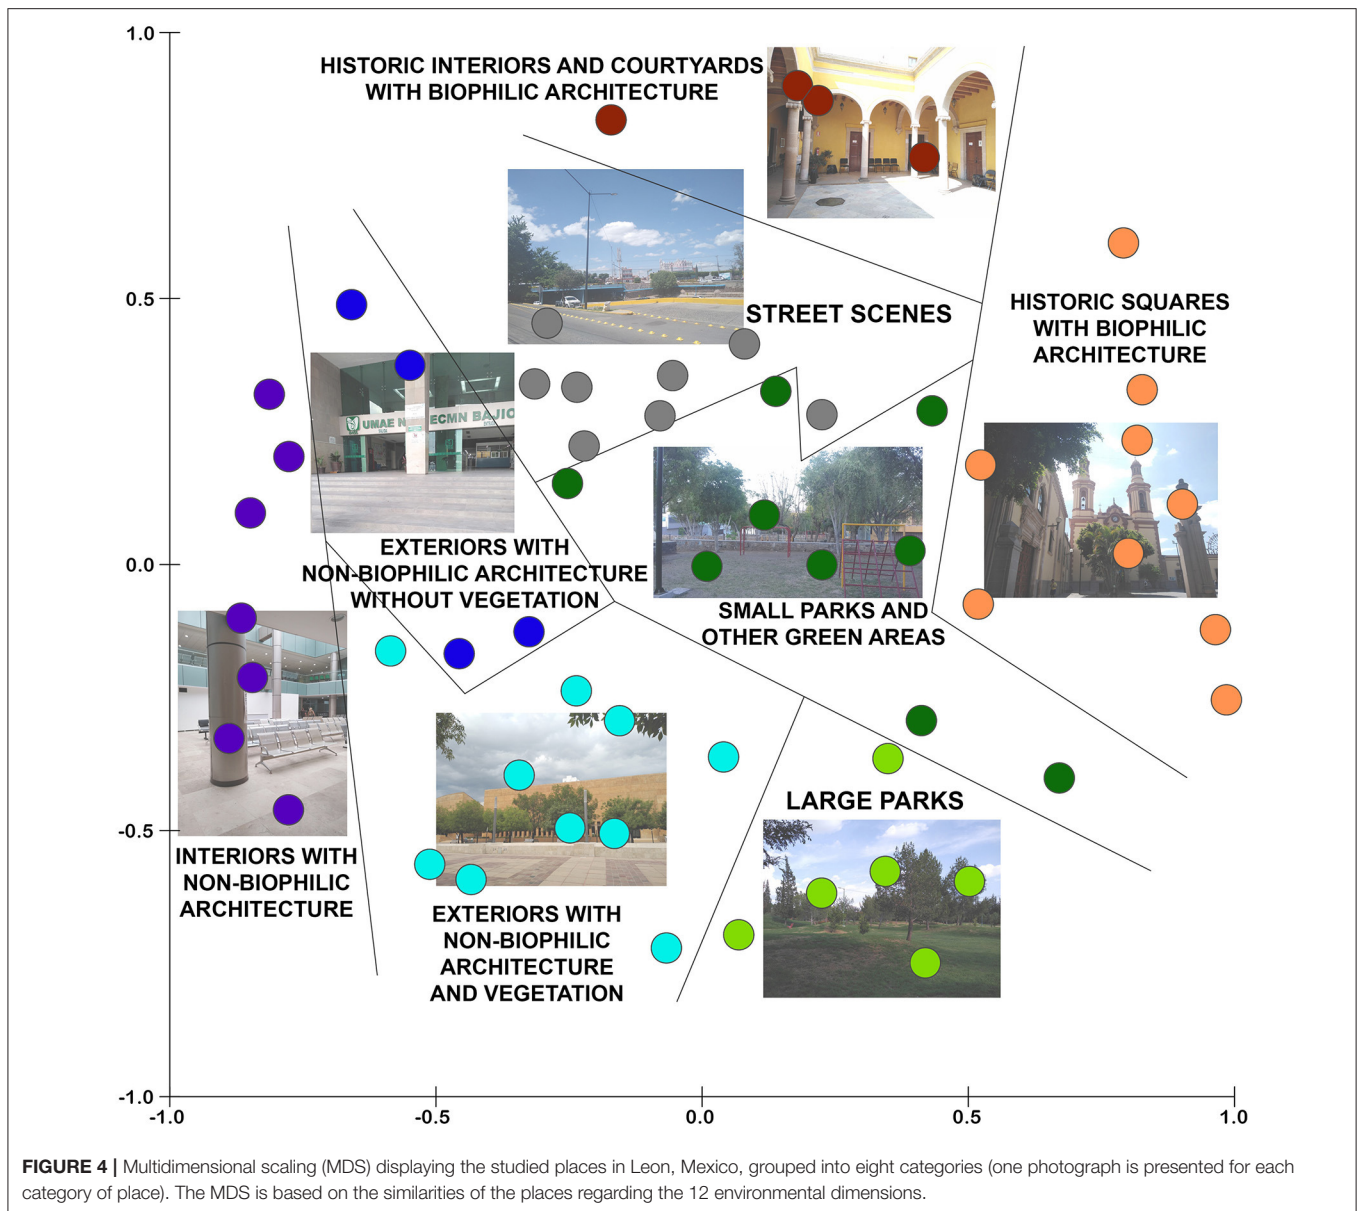 1.0
HISTORIC INTERIORS AND COURTYARDS
WITH BIOPHILIC ARCHITECTURE
0.5
STREET SCENES
HISTORIC SQUARES
WITH BIOPHILIC
ARCHITECTURE
UMAE N ECMN BAJIO
0.0
EXTERIORS WITH
NON-BIOPHILIC ARCHITECTURE
WITHOUT VEGETATION
SMALL PARKS AND
OTHER GREEN AREAS
-0.5
LARGE PARKS
INTERIORS WITH
NON-BIOPHILIC
ARCHITECTURE
EXTERIORS WITH
NON-BIOPHILIC
ARCHITECTURE
AND VEGETATION
-1.0
-1.0 -0.5 0.0 0.5 1.0
FIGURE 4 | Multidimensional scaling (MDS) displaying the studied places in Leon, Mexico, grouped into eight categories (one photograph is presented for each
category of place). The MDS is based on the similarities of the places regarding the 12 environmental dimensions.